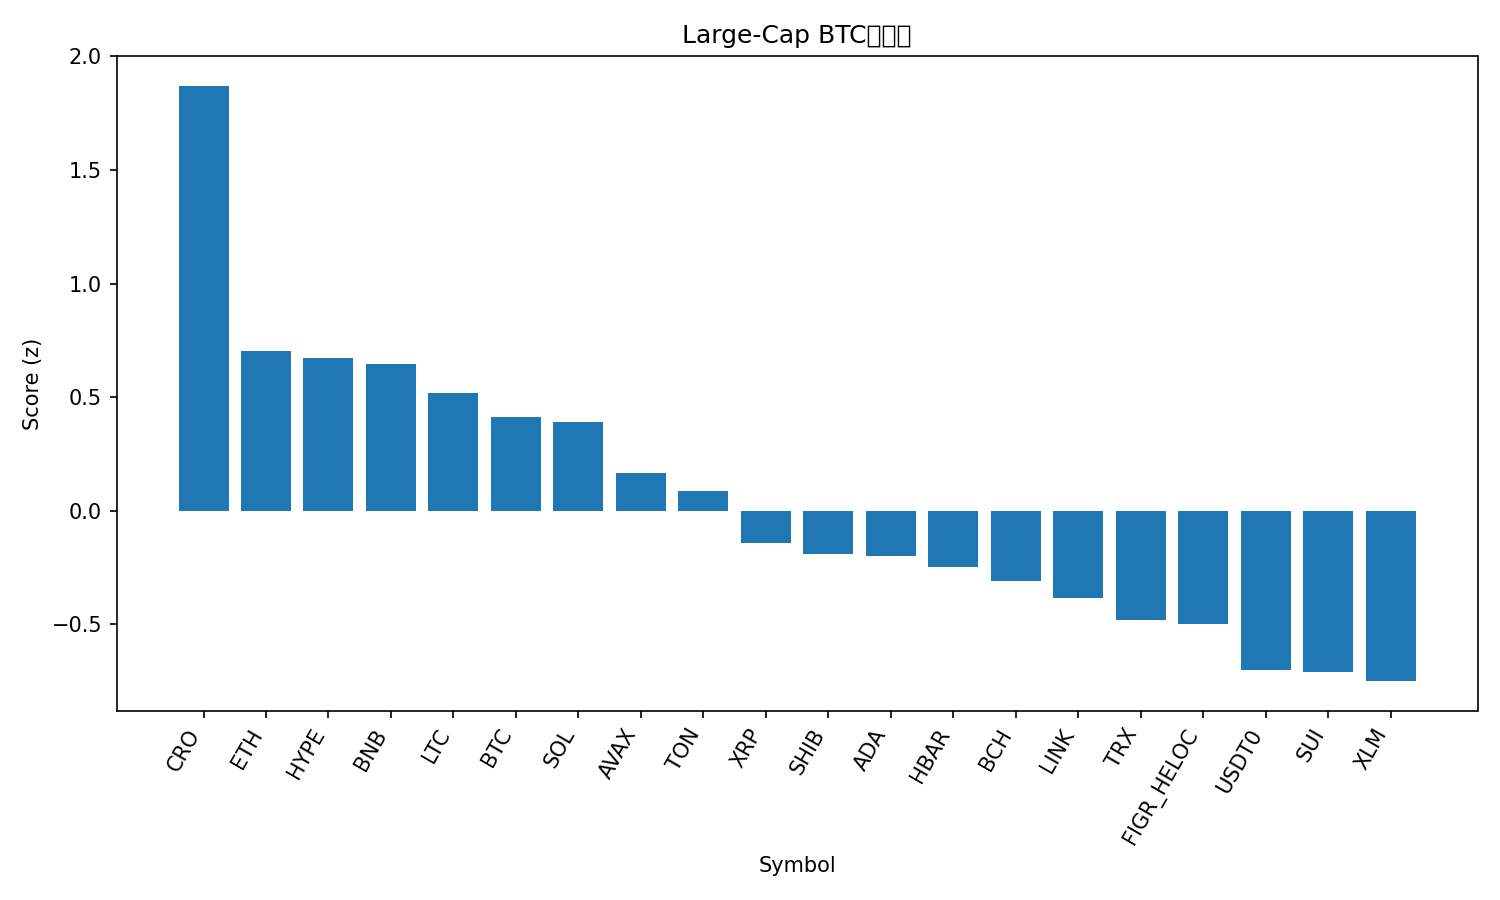 Large-Cap BTC
2.0
1.5
1.0
0.5
0.0
−0.5
Score (z)
CRO
ETH
HYPE
BNB
LTC
BTC
SOL
AVAX
TON
XRP
SHIB
ADA
HBAR
BCH
LINK
TRX
FIGR_HELOC
USDT0
SUI
XLM
Symbol